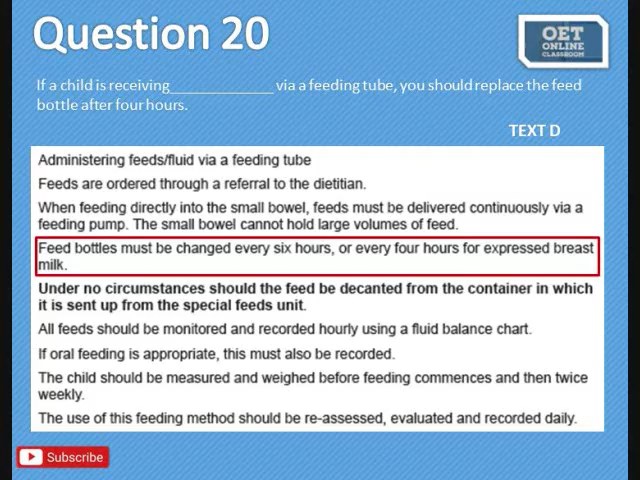 Question 20
OET
ONLINE
CLASSROOM
If a child is receiving_____________ via a feeding tube, you should replace the feed
bottle after four hours.
TEXT D
Administering feeds/fluid via a feeding tube
Feeds are ordered through a referral to the dietitian.
When feeding directly into the small bowel, feeds must be delivered continuously via a
feeding pump. The small bowel cannot hold large volumes of feed.
Feed bottles must be changed every six hours, or every four hours for expressed breast
milk.
Under no circumstances should the feed be decanted from the container in which
it is sent up from the special feeds unit.
All feeds should be monitored and recorded hourly using a fluid balance chart.
If oral feeding is appropriate, this must also be recorded.
The child should be measured and weighed before feeding commences and then twice
weekly.
The use of this feeding method should be re-assessed, evaluated and recorded daily.
Subscribe